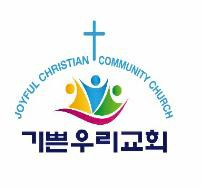 JOYFUL CHRISTIAN COMMUNITY CHURCH
기쁜우리교회